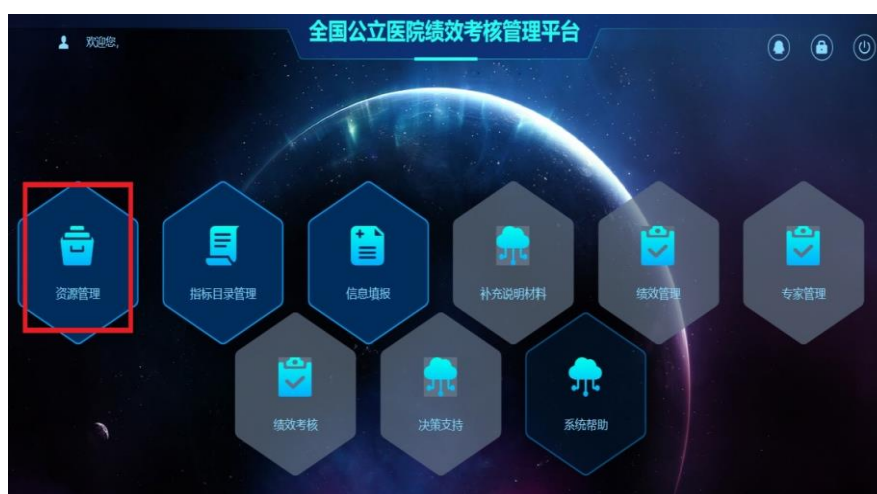 全国公立医院绩效考核管理平台
欢迎您,
资源管理
指标目录管理
信息填报
补充说明材料
绩效管理
专家管理
绩效考核
决策支持
系统帮助